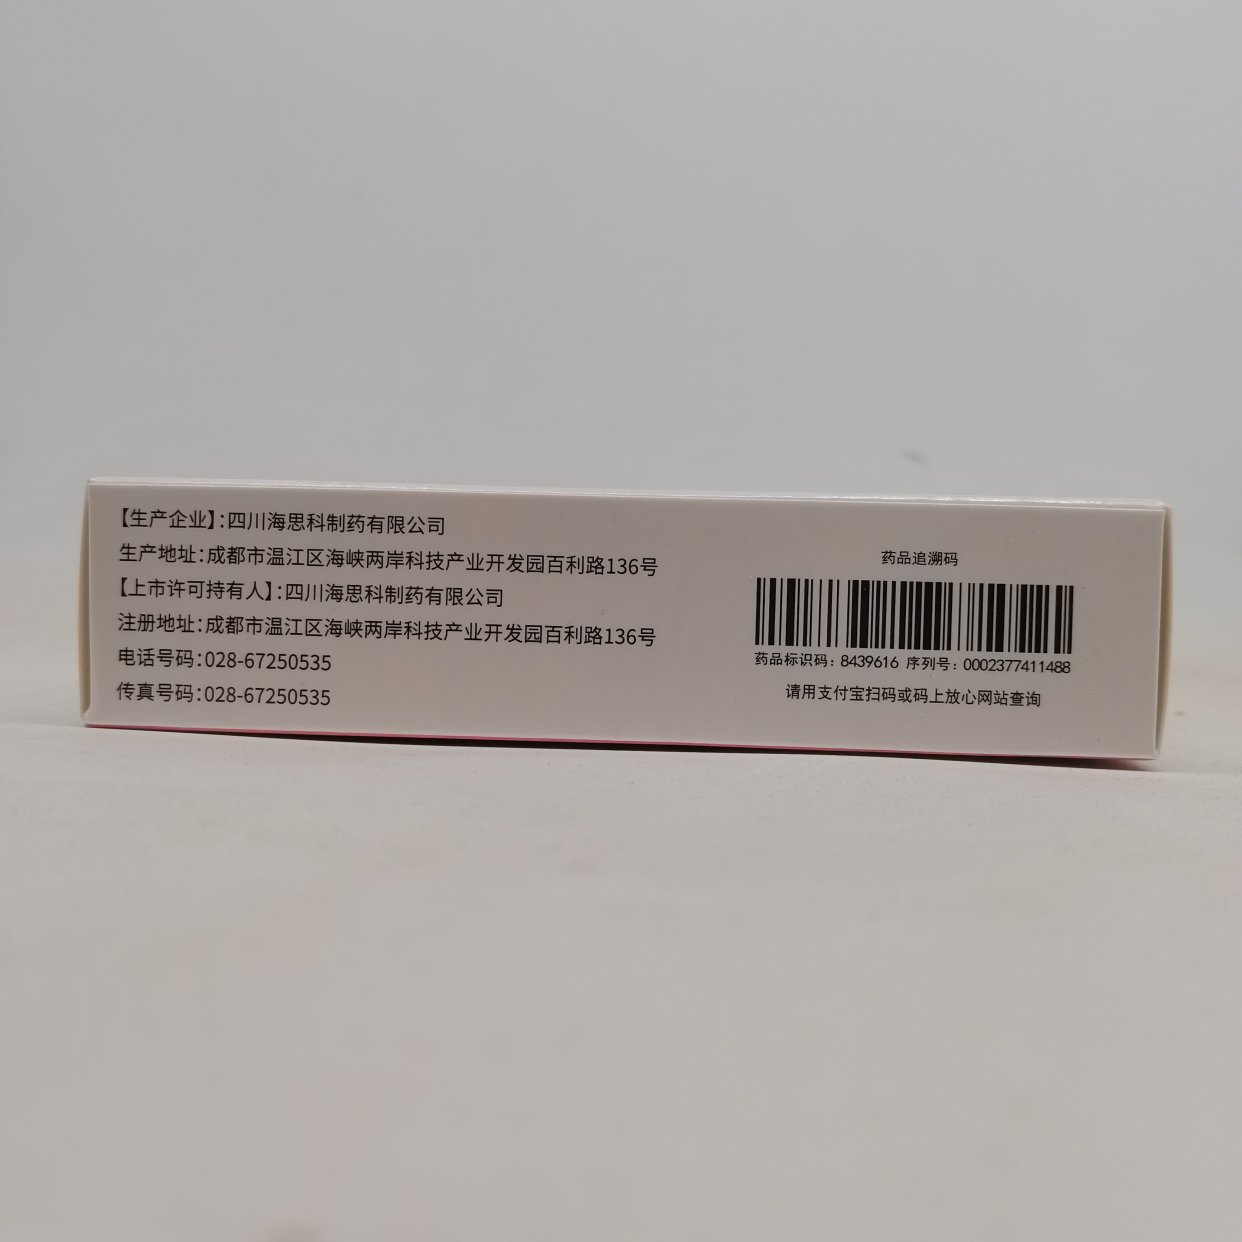 【生产企业】：四川海思科制药有限公司
生产地址：成都市温江区海峡两岸科技产业开发园百利路136号
【上市许可持有人】：四川海思科制药有限公司
注册地址：成都市温江区海峡两岸科技产业开发园百利路136号
电话号码：028-67250535
传真号码：028-67250535
药品追溯码
药品标识码：8439616 序列号：0002377411488
请用支付宝扫码或码上放心网站查询